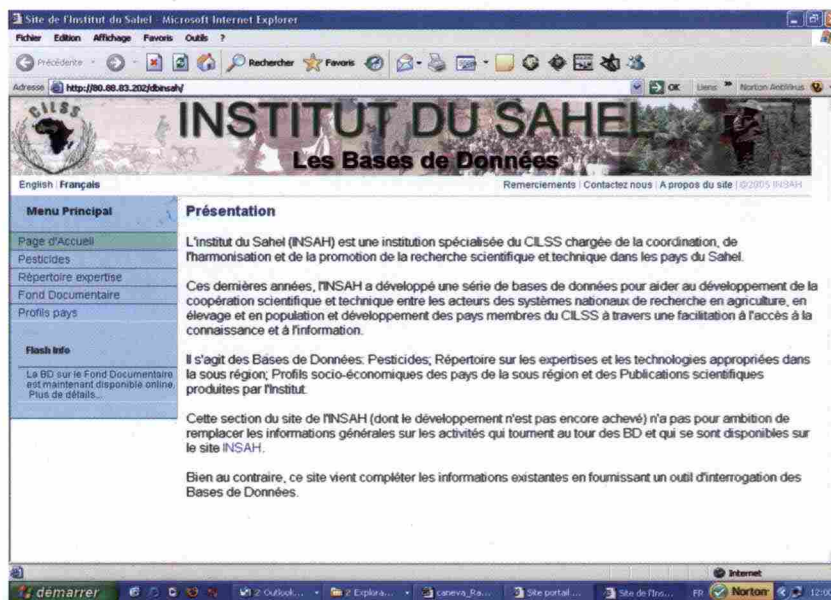 Site de l'Institut du Sahel - Microsoft Internet Explorer
Fichier Edition Affichage Favoris Outils ?
Précédente Rechercher Favoris
Adresse http://80.88.83.202/dbinsah/ OK Liens Norton AntiVirus
CILSS
INSTITUT DU SAHEL
Les Bases de Données
English | Français Remerciements | Contactez nous | A propos du site | ©2005 INSAH
Menu Principal
Page d'Accueil
Pesticides
Répertoire expertise
Fond Documentaire
Profils pays
Flash Info
La BD sur le Fond Documentaire
est maintenant disponible online.
Plus de détails...
Présentation
L'institut du Sahel (INSAH) est une institution spécialisée du CILSS chargée de la coordination, de
l'harmonisation et de la promotion de la recherche scientifique et technique dans les pays du Sahel.
Ces dernières années, l'INSAH a développé une série de bases de données pour aider au développement de la
coopération scientifique et technique entre les acteurs des systèmes nationaux de recherche en agriculture, en
élevage et en population et développement des pays membres du CILSS à travers une facilitation à l'accès à la
connaissance et à l'information.
Il s'agit des Bases de Données: Pesticides; Répertoire sur les expertises et les technologies appropriées dans
la sous région; Profils socio-économiques des pays de la sous région et des Publications scientifiques
produites par l'Institut.
Cette section du site de l'INSAH (dont le développement n'est pas encore achevé) n'a pas pour ambition de
remplacer les informations générales sur les activités qui tournent au tour des BD et qui se sont disponibles sur
le site INSAH.
Bien au contraire, ce site vient compléter les informations existantes en fournissant un outil d'interrogation des
Bases de Données.
Internet
démarrer 2 Outlook... 2 Explora... caneva_Ra... Site portail ... Site de l'Ins... FR Norton 12:00